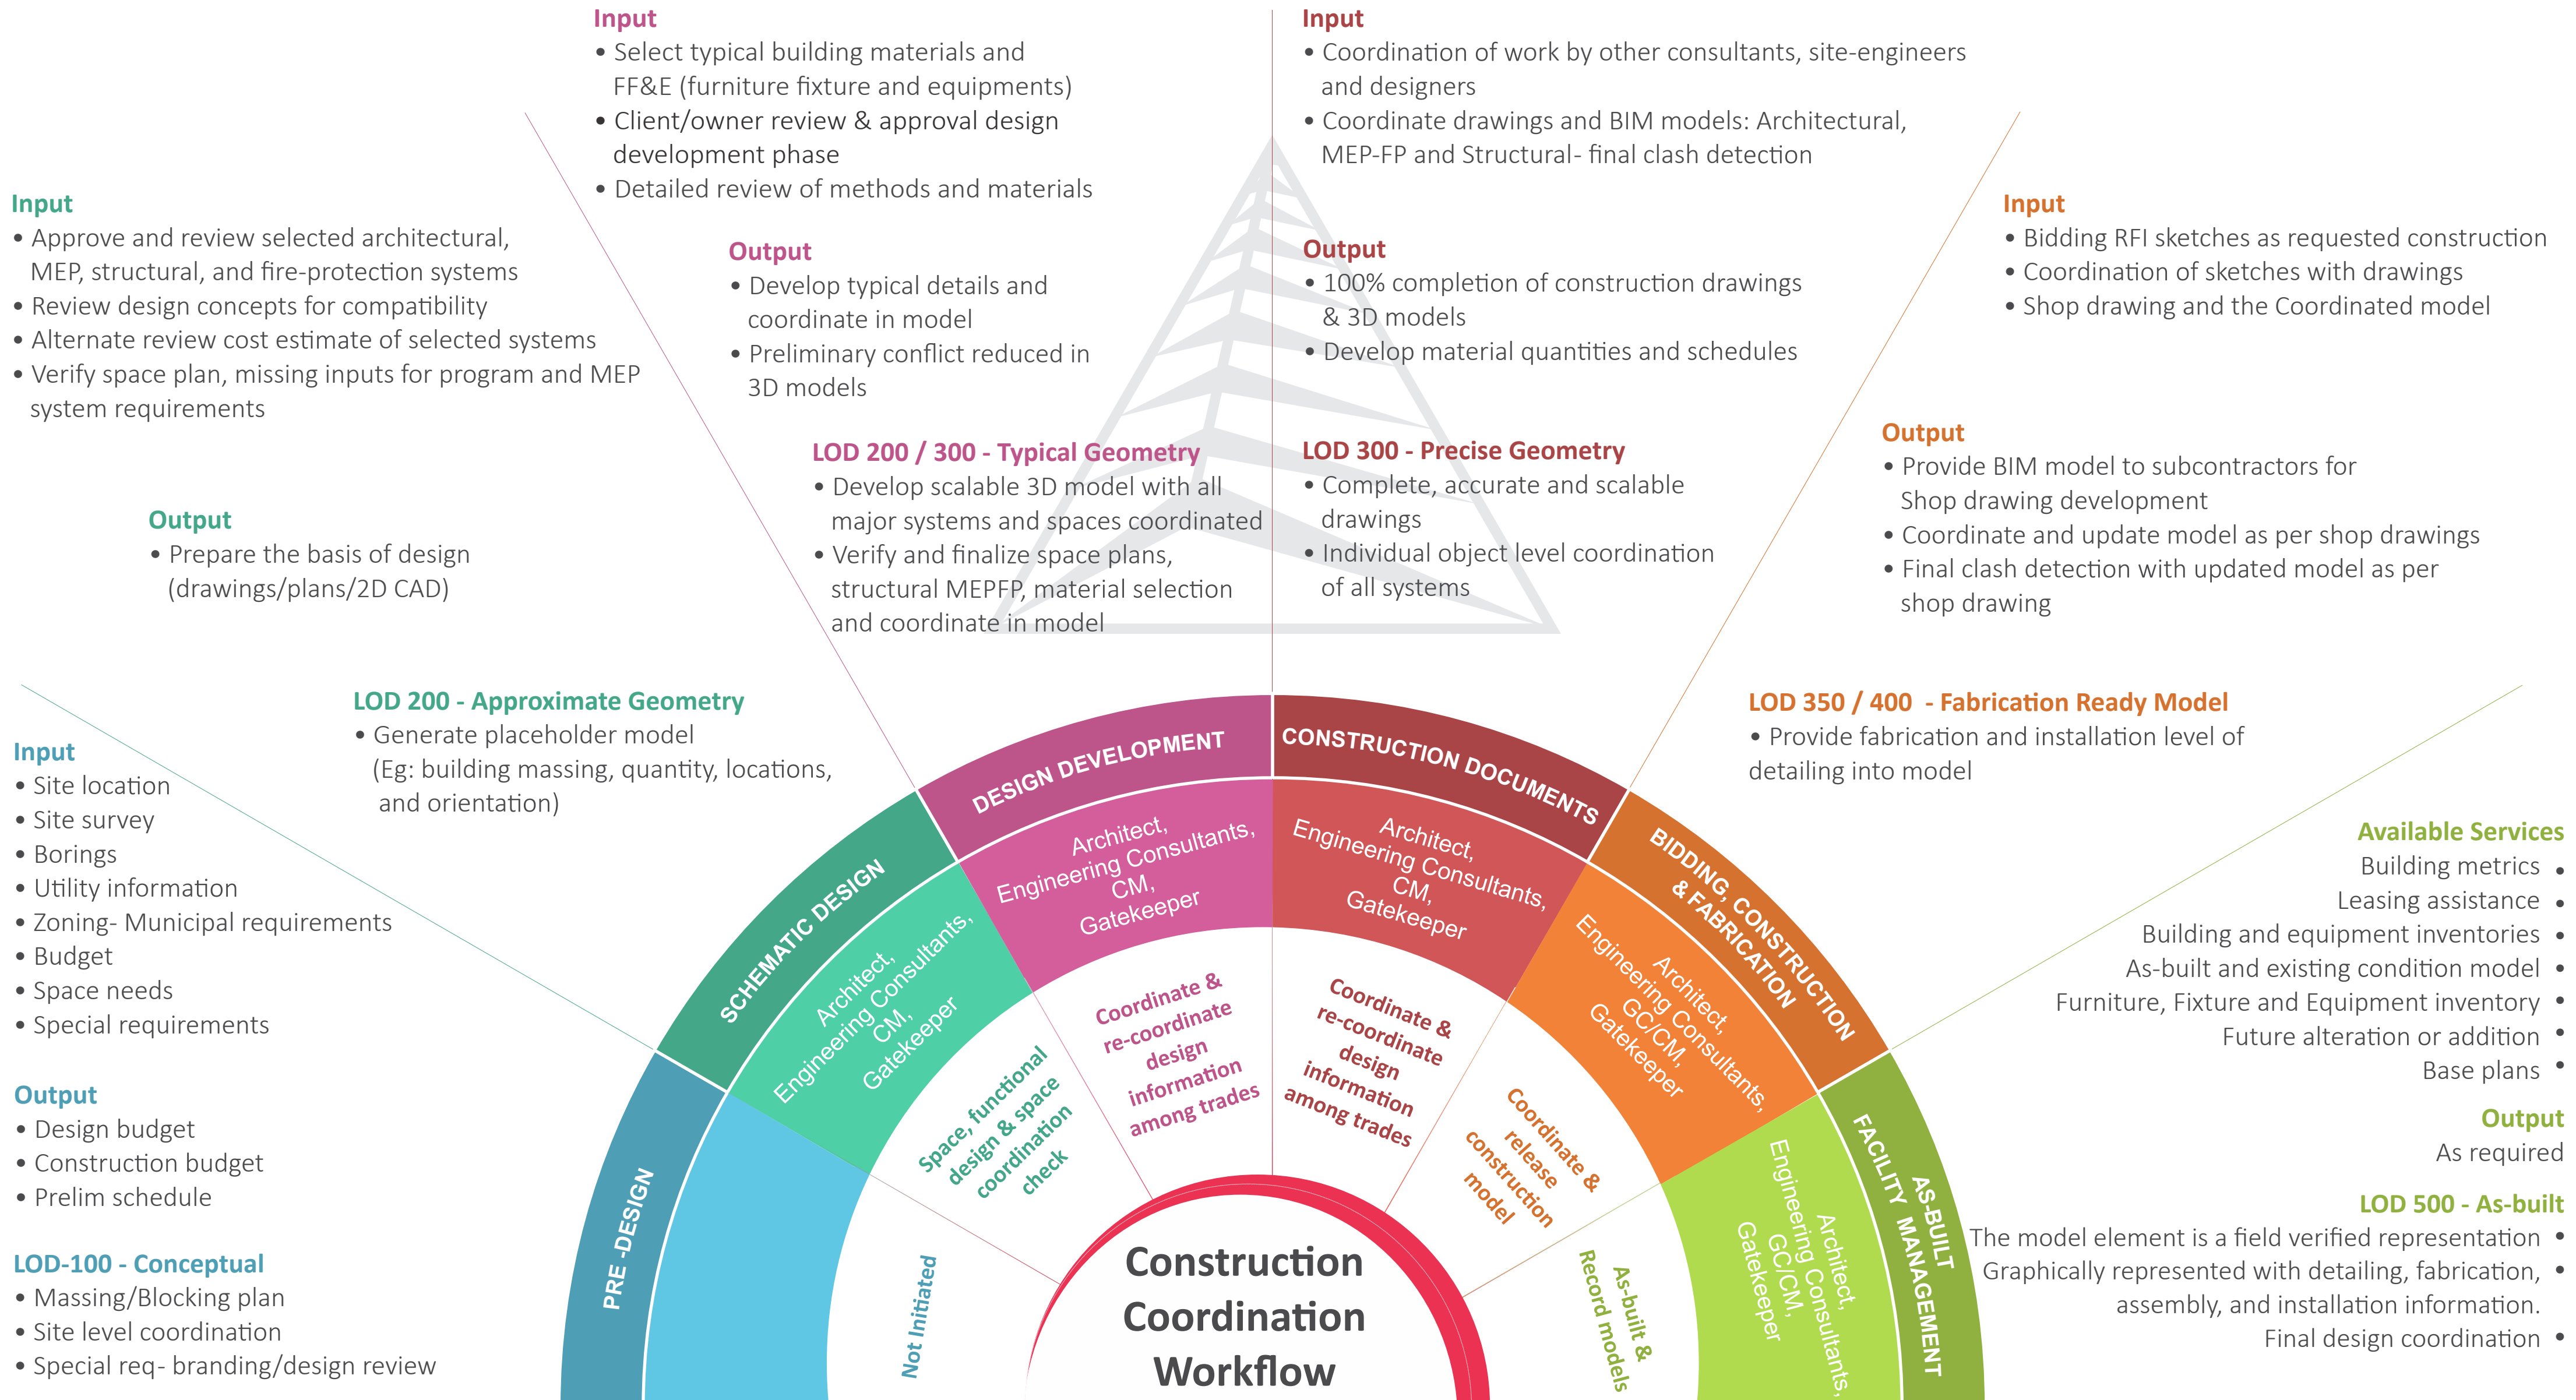 Input
• Site location
• Site survey
• Borings
• Utility information
• Zoning- Municipal requirements
• Budget
• Space needs
• Special requirements
Output
• Design budget
• Construction budget
• Prelim schedule
LOD-100 - Conceptual
• Massing/Blocking plan
• Site level coordination
• Special req- branding/design review
PRE -DESIGN
Not Initiated
Input
• Approve and review selected architectural,
MEP, structural, and fire-protection systems
• Review design concepts for compatibility
• Alternate review cost estimate of selected systems
• Verify space plan, missing inputs for program and MEP
system requirements
Output
• Prepare the basis of design
(drawings/plans/2D CAD)
LOD 200 - Approximate Geometry
• Generate placeholder model
(Eg: building massing, quantity, locations,
and orientation)
SCHEMATIC DESIGN
Architect,
Engineering Consultants,
CM,
Gatekeeper
Space, functional
design & space
coordination
check
Input
• Select typical building materials and
FF&E (furniture fixture and equipments)
• Client/owner review & approval design
development phase
• Detailed review of methods and materials
Output
• Develop typical details and
coordinate in model
• Preliminary conflict reduced in
3D models
LOD 200 / 300 - Typical Geometry
• Develop scalable 3D model with all
major systems and spaces coordinated
• Verify and finalize space plans,
structural MEPFP, material selection
and coordinate in model
DESIGN DEVELOPMENT
Architect,
Engineering Consultants,
CM,
Gatekeeper
Coordinate &
re-coordinate
design
information
among trades
Input
• Coordination of work by other consultants, site-engineers
and designers
• Coordinate drawings and BIM models: Architectural,
MEP-FP and Structural- final clash detection
Output
• 100% completion of construction drawings
& 3D models
• Develop material quantities and schedules
LOD 300 - Precise Geometry
• Complete, accurate and scalable
drawings
• Individual object level coordination
of all systems
CONSTRUCTION DOCUMENTS
Architect,
Engineering Consultants,
CM,
Gatekeeper
Coordinate &
re-coordinate
design
information
among trades
Input
• Bidding RFI sketches as requested construction
• Coordination of sketches with drawings
• Shop drawing and the Coordinated model
Output
• Provide BIM model to subcontractors for
Shop drawing development
• Coordinate and update model as per shop drawings
• Final clash detection with updated model as per
shop drawing
LOD 350 / 400 - Fabrication Ready Model
• Provide fabrication and installation level of
detailing into model
BIDDING, CONSTRUCTION
& FABRICATION
Architect,
Engineering Consultants,
GC/CM,
Gatekeeper
Coordinate &
release
construction
model
Available Services
Building metrics •
Leasing assistance •
Building and equipment inventories •
As-built and existing condition model •
Furniture, Fixture and Equipment inventory •
Future alteration or addition •
Base plans •
Output
As required
LOD 500 - As-built
The model element is a field verified representation •
Graphically represented with detailing, fabrication, •
assembly, and installation information.
Final design coordination •
AS-BUILT
FACILITY MANAGEMENT
Architect,
Engineering Consultants,
GC/CM,
Gatekeeper
As-built &
Record models
Construction
Coordination
Workflow